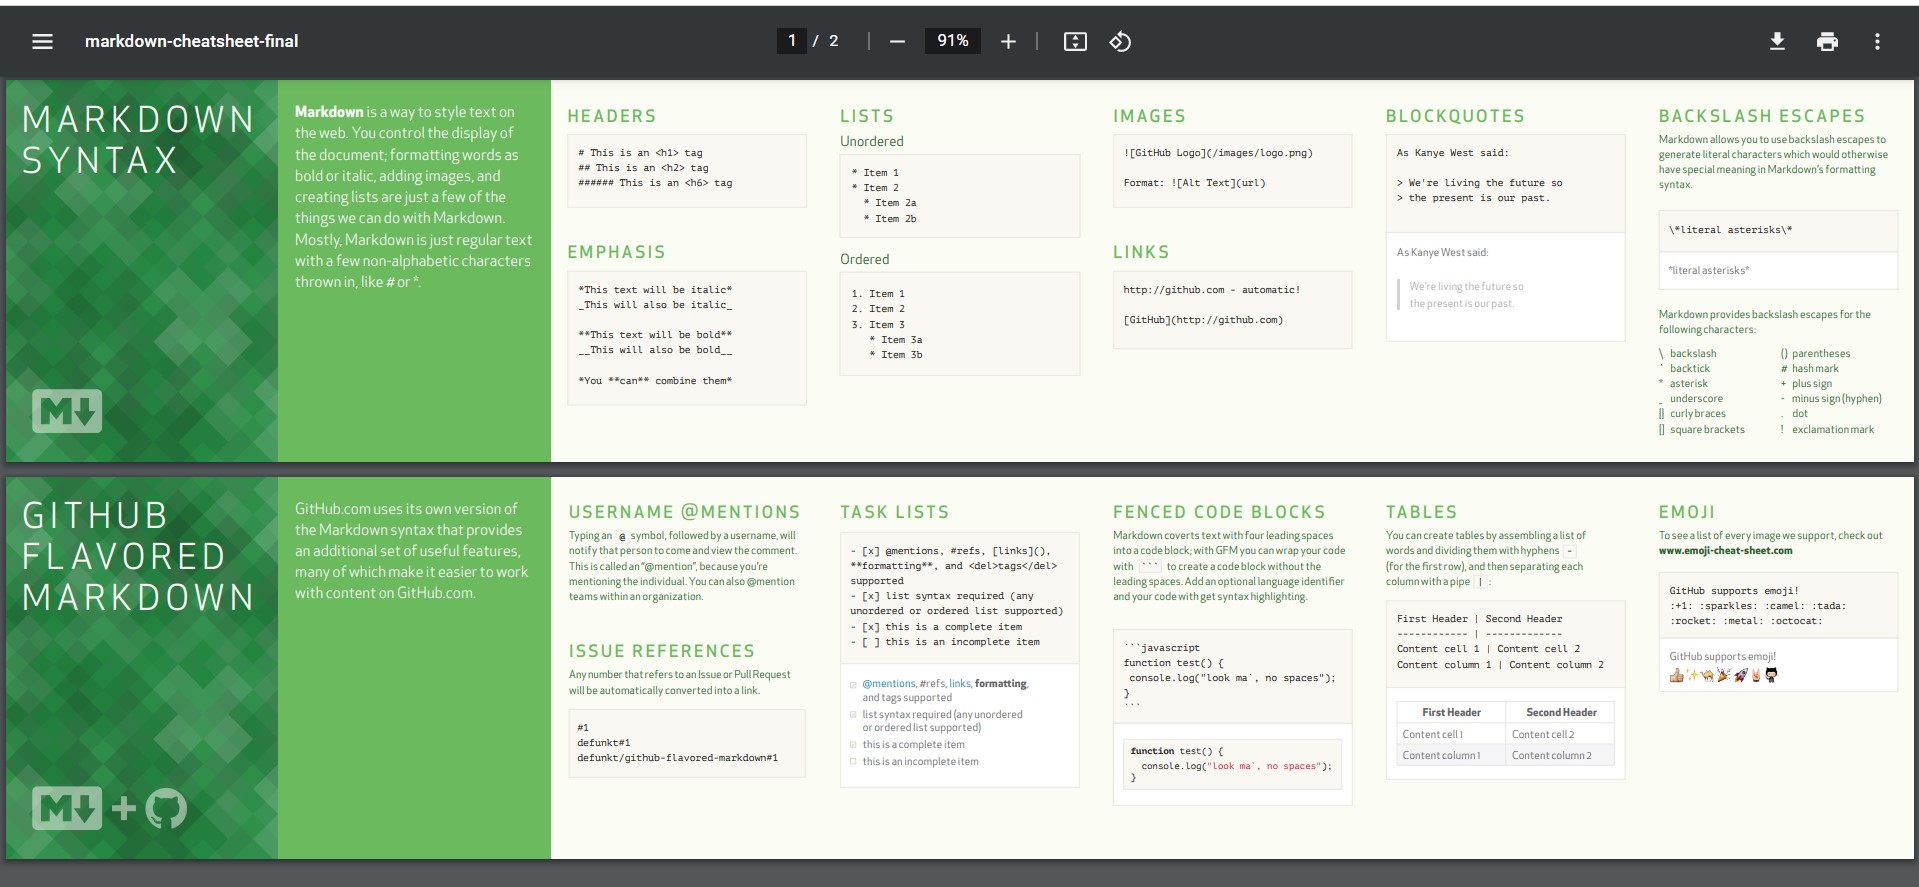 markdown-cheatsheet-final
1 / 2
91%
MARKDOWN
SYNTAX
Markdown is a way to style text on
the web. You control the display of
the document; formatting words as
bold or italic, adding images, and
creating lists are just a few of the
things we can do with Markdown.
Mostly, Markdown is just regular text
with a few non-alphabetic characters
thrown in, like # or *.
M
HEADERS
# This is an <h1> tag
## This is an <h2> tag
###### This is an <h6> tag
EMPHASIS
*This text will be italic*
_This will also be italic_
**This text will be bold**
__This will also be bold__
*You **can** combine them*
LISTS
Unordered
* Item 1
* Item 2
  * Item 2a
  * Item 2b
Ordered
1. Item 1
2. Item 2
3. Item 3
   * Item 3a
   * Item 3b
IMAGES
![GitHub Logo](/images/logo.png)
Format: ![Alt Text](url)
LINKS
http://github.com - automatic!
[GitHub](http://github.com)
BLOCKQUOTES
As Kanye West said:
> We're living the future so
> the present is our past.
As Kanye West said:
We're living the future so
the present is our past.
BACKSLASH ESCAPES
Markdown allows you to use backslash escapes to
generate literal characters which would otherwise
have special meaning in Markdown's formatting
syntax.
\*literal asterisks\*
*literal asterisks*
Markdown provides backslash escapes for the
following characters:
\ backslash
` backtick
* asterisk
_ underscore
{} curly braces
[] square brackets
() parentheses
# hash mark
+ plus sign
- minus sign (hyphen)
. dot
! exclamation mark
GITHUB
FLAVORED
MARKDOWN
GitHub.com uses its own version of
the Markdown syntax that provides
an additional set of useful features,
many of which make it easier to work
with content on GitHub.com.
M +
USERNAME @MENTIONS
Typing an @ symbol, followed by a username, will
notify that person to come and view the comment.
This is called an "@mention", because you're
mentioning the individual. You can also @mention
teams within an organization.
ISSUE REFERENCES
Any number that refers to an Issue or Pull Request
will be automatically converted into a link.
#1
defunkt#1
defunkt/github-flavored-markdown#1
TASK LISTS
- [x] @mentions, #refs, [links](),
**formatting**, and <del>tags</del>
supported
- [x] list syntax required (any
unordered or ordered list supported)
- [x] this is a complete item
- [ ] this is an incomplete item
@mentions, #refs, links, formatting,
and tags supported
list syntax required (any unordered
or ordered list supported)
this is a complete item
this is an incomplete item
FENCED CODE BLOCKS
Markdown coverts text with four leading spaces
into a code block; with GFM you can wrap your code
with ``` to create a code block without the
leading spaces. Add an optional language identifier
and your code with get syntax highlighting.
```javascript
function test() {
 console.log("look ma`, no spaces");
}
```
function test() {
  console.log("look ma`, no spaces");
}
TABLES
You can create tables by assembling a list of
words and dividing them with hyphens -
(for the first row), and then separating each
column with a pipe | :
First Header | Second Header
------------ | -------------
Content cell 1 | Content cell 2
Content column 1 | Content column 2
First Header Second Header
Content cell 1 Content cell 2
Content column 1 Content column 2
EMOJI
To see a list of every image we support, check out
www.emoji-cheat-sheet.com
GitHub supports emoji!
:+1: :sparkles: :camel: :tada:
:rocket: :metal: :octocat:
GitHub supports emoji!